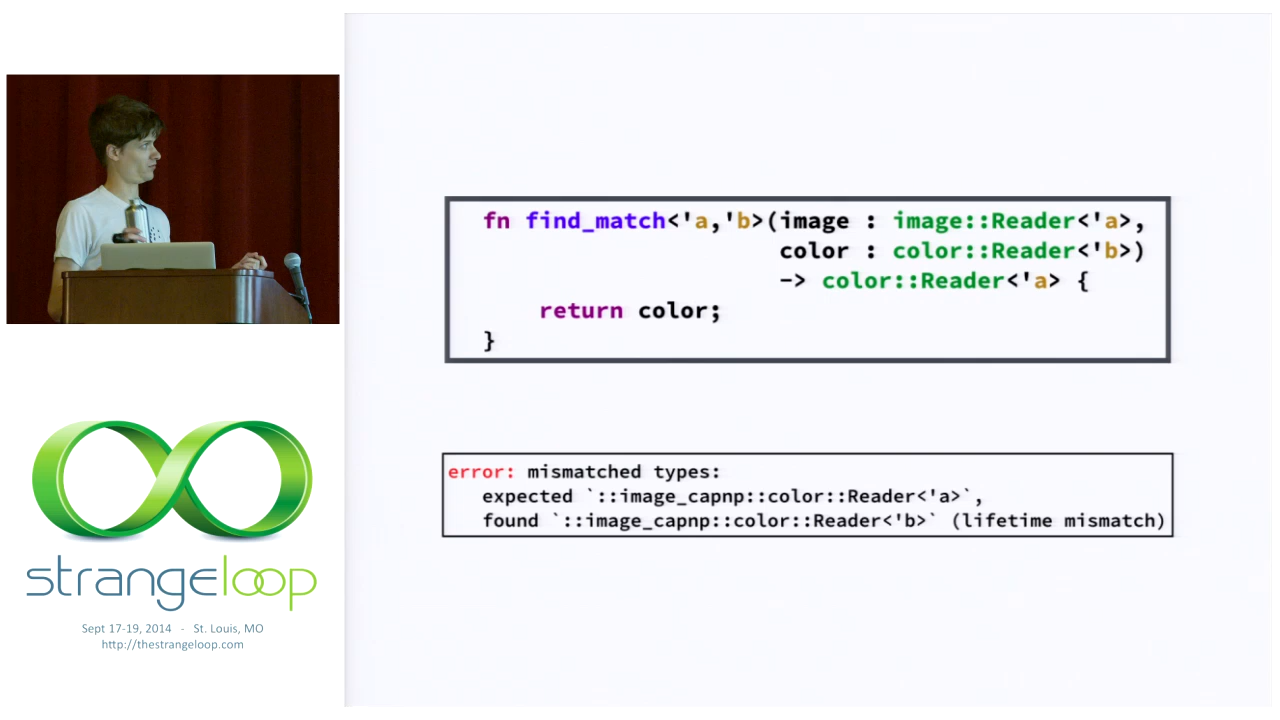 fn find_match<'a,'b>(image : image::Reader<'a>,
color : color::Reader<'b>)
-> color::Reader<'a> {
return color;
}
error: mismatched types:
expected `::image_capnp::color::Reader<'a>`,
found `::image_capnp::color::Reader<'b>` (lifetime mismatch)
strangeloop
Sept 17-19, 2014 - St. Louis, MO
http://thestrangeloop.com